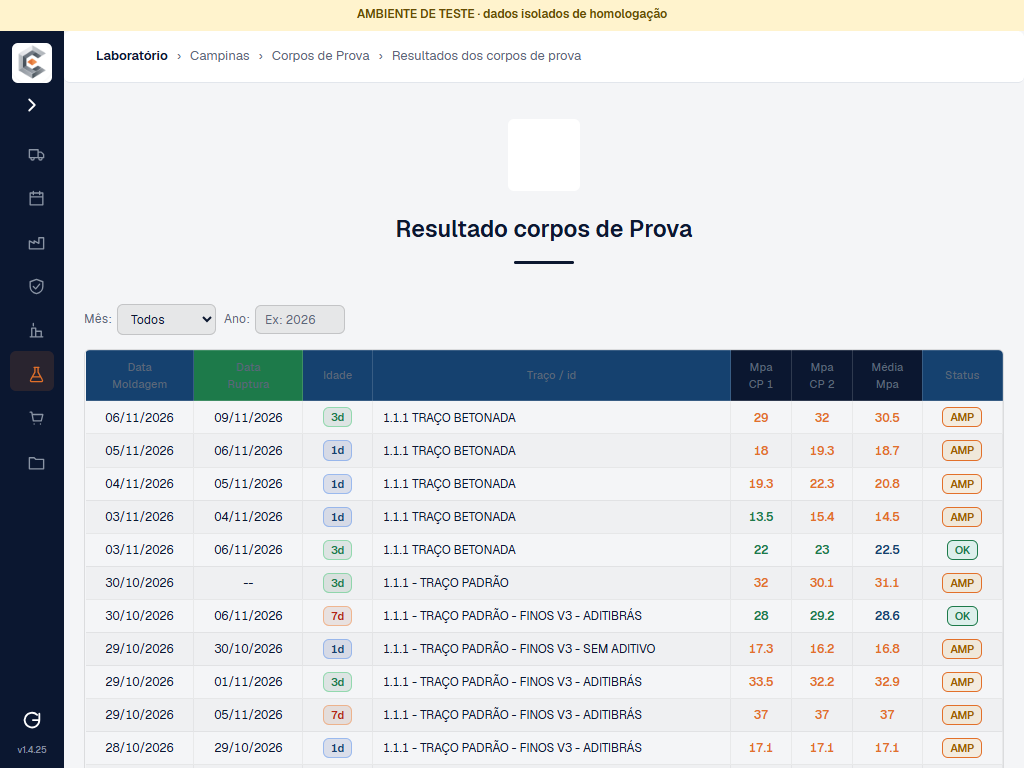 AMBIENTE DE TESTE · dados isolados de homologação
Laboratório › Campinas › Corpos de Prova › Resultados dos corpos de prova
Resultado corpos de Prova
Mês: Todos Ano: Ex: 2026
Data Moldagem Data Ruptura Idade Traço / id Mpa CP 1 Mpa CP 2 Média Mpa Status
06/11/2026 09/11/2026 3d 1.1.1 TRAÇO BETONADA 29 32 30.5 AMP
05/11/2026 06/11/2026 1d 1.1.1 TRAÇO BETONADA 18 19.3 18.7 AMP
04/11/2026 05/11/2026 1d 1.1.1 TRAÇO BETONADA 19.3 22.3 20.8 AMP
03/11/2026 04/11/2026 1d 1.1.1 TRAÇO BETONADA 13.5 15.4 14.5 AMP
03/11/2026 06/11/2026 3d 1.1.1 TRAÇO BETONADA 22 23 22.5 OK
30/10/2026 -- 3d 1.1.1 - TRAÇO PADRÃO 32 30.1 31.1 AMP
30/10/2026 06/11/2026 7d 1.1.1 - TRAÇO PADRÃO - FINOS V3 - ADITIBRÁS 28 29.2 28.6 OK
29/10/2026 30/10/2026 1d 1.1.1 - TRAÇO PADRÃO - FINOS V3 - SEM ADITIVO 17.3 16.2 16.8 AMP
29/10/2026 01/11/2026 3d 1.1.1 - TRAÇO PADRÃO - FINOS V3 - ADITIBRÁS 33.5 32.2 32.9 AMP
29/10/2026 05/11/2026 7d 1.1.1 - TRAÇO PADRÃO - FINOS V3 - ADITIBRÁS 37 37 37 AMP
28/10/2026 29/10/2026 1d 1.1.1 - TRAÇO PADRÃO - FINOS V3 - ADITIBRÁS 17.1 17.1 17.1 AMP
v1.4.25